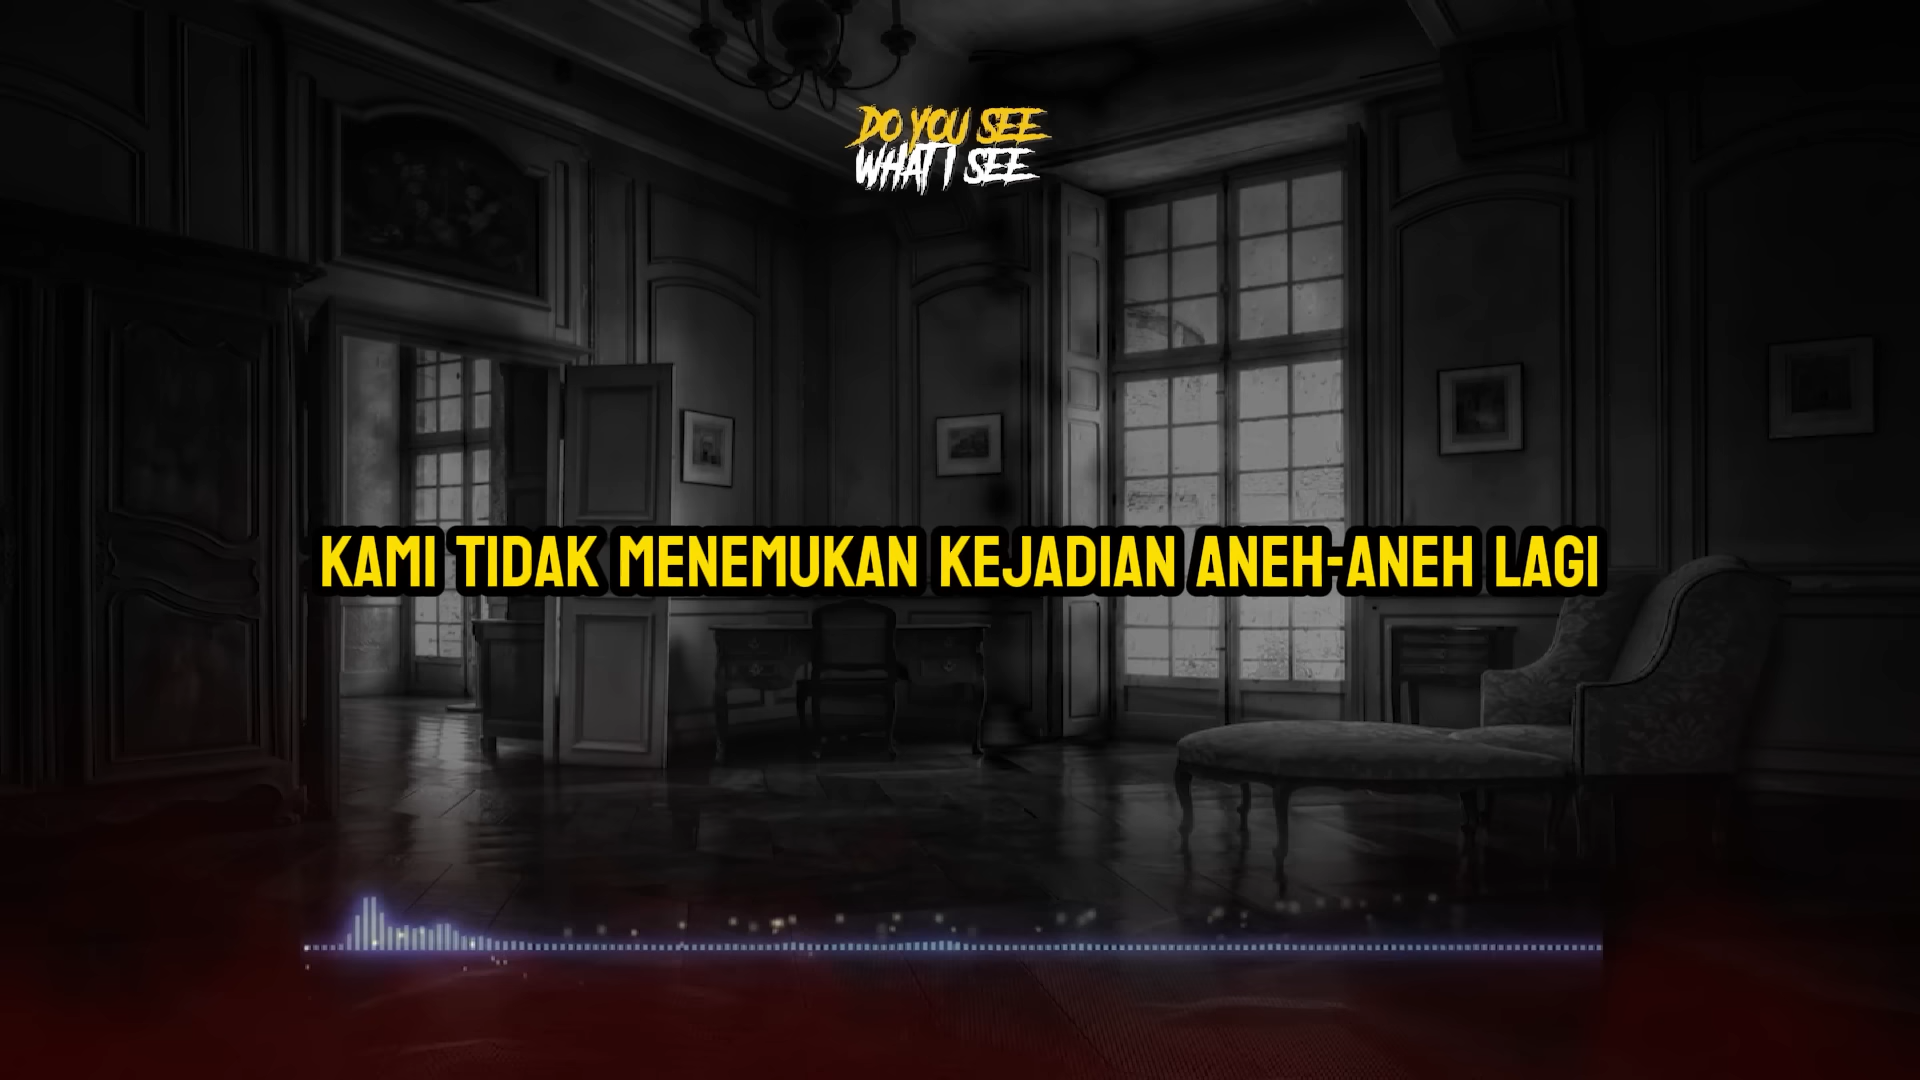 DO YOU SEE
WHAT I SEE
KAMI TIDAK MENEMUKAN KEJADIAN ANEH-ANEH LAGI